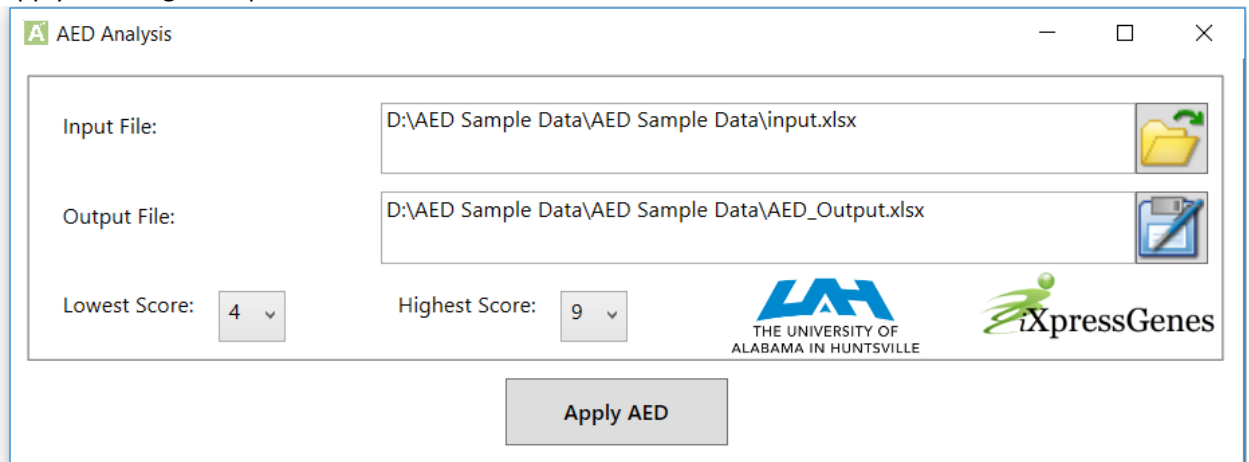 AED Analysis
Input File:
D:\AED Sample Data\AED Sample Data\input.xlsx
Output File:
D:\AED Sample Data\AED Sample Data\AED_Output.xlsx
Lowest Score: 4 Highest Score: 9
UAH
THE UNIVERSITY OF
ALABAMA IN HUNTSVILLE
iXpressGenes
Apply AED